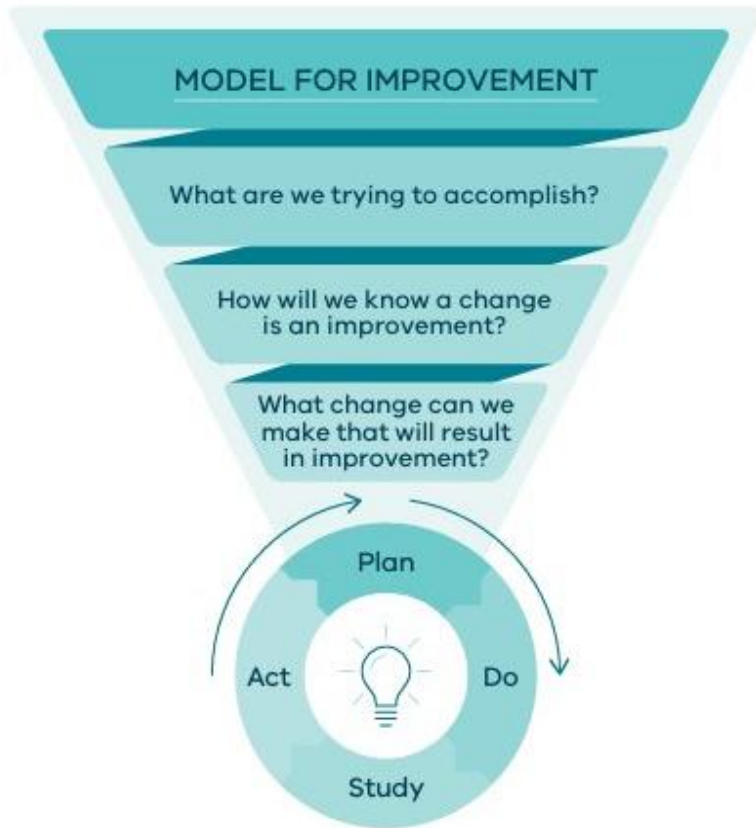 MODEL FOR IMPROVEMENT
What are we trying to accomplish?
How will we know a change
is an improvement?
What change can we
make that will result
in improvement?
Plan
Do
Study
Act